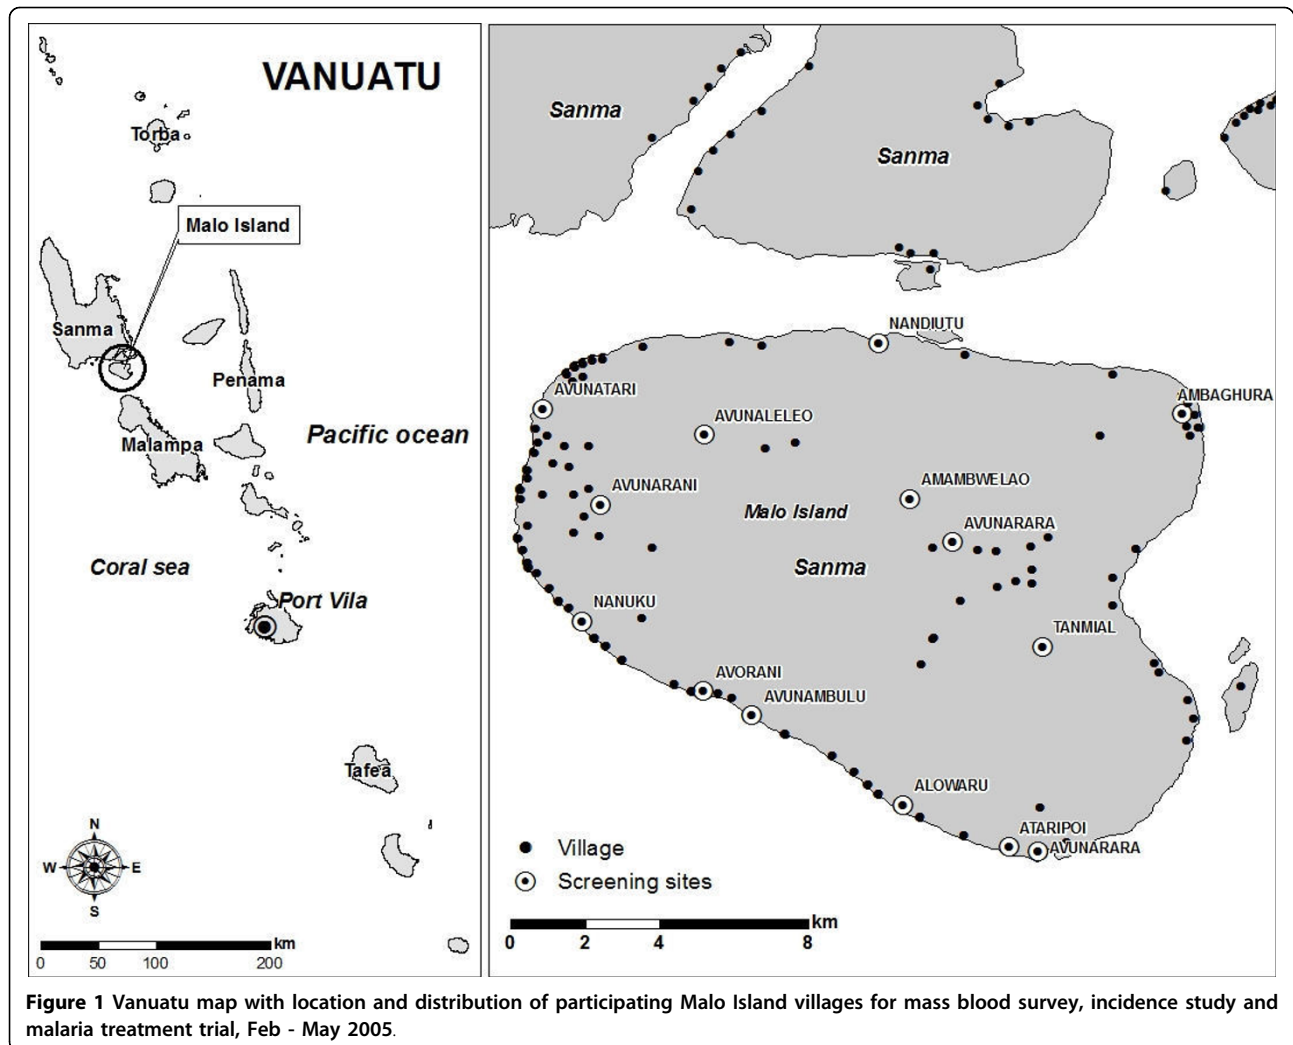 VANUATU
Torba
Malo Island
Sanma
Penama
Malampa
Pacific ocean
Coral sea
Port Vila
Tafea
N
W E
S
km
0 50 100 200
Sanma
Sanma
NANDIUTU
AVUNATARI
AMBAGHURA
AVUNALELEO
AVUNARANI
AMAMBWELAO
Malo Island
AVUNARARA
Sanma
NANUKU
TANMIAL
AVORANI
AVUNAMBULU
ALOWARU
ATARIPOI
AVUNARARA
Village
Screening sites
km
0 2 4 8
Figure 1 Vanuatu map with location and distribution of participating Malo Island villages for mass blood survey, incidence study and
malaria treatment trial, Feb - May 2005.